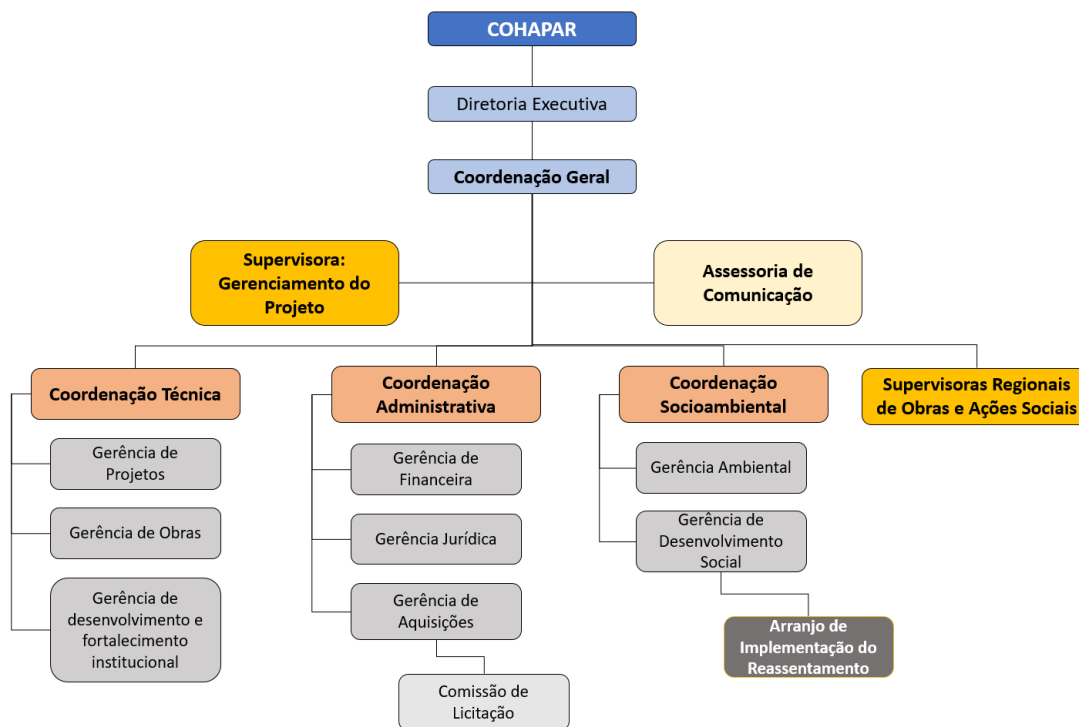 COHAPAR
Diretoria Executiva
Coordenação Geral
Supervisora:
Gerenciamento do
Projeto
Assessoria de
Comunicação
Coordenação Técnica
Gerência de
Projetos
Gerência de Obras
Gerência de
desenvolvimento e
fortalecimento
institucional
Coordenação
Administrativa
Gerência de
Financeira
Gerência Jurídica
Gerência de
Aquisições
Comissão de
Licitação
Coordenação
Socioambiental
Gerência Ambiental
Gerência de
Desenvolvimento
Social
Arranjo de
Implementação do
Reassentamento
Supervisoras Regionais
de Obras e Ações Sociais